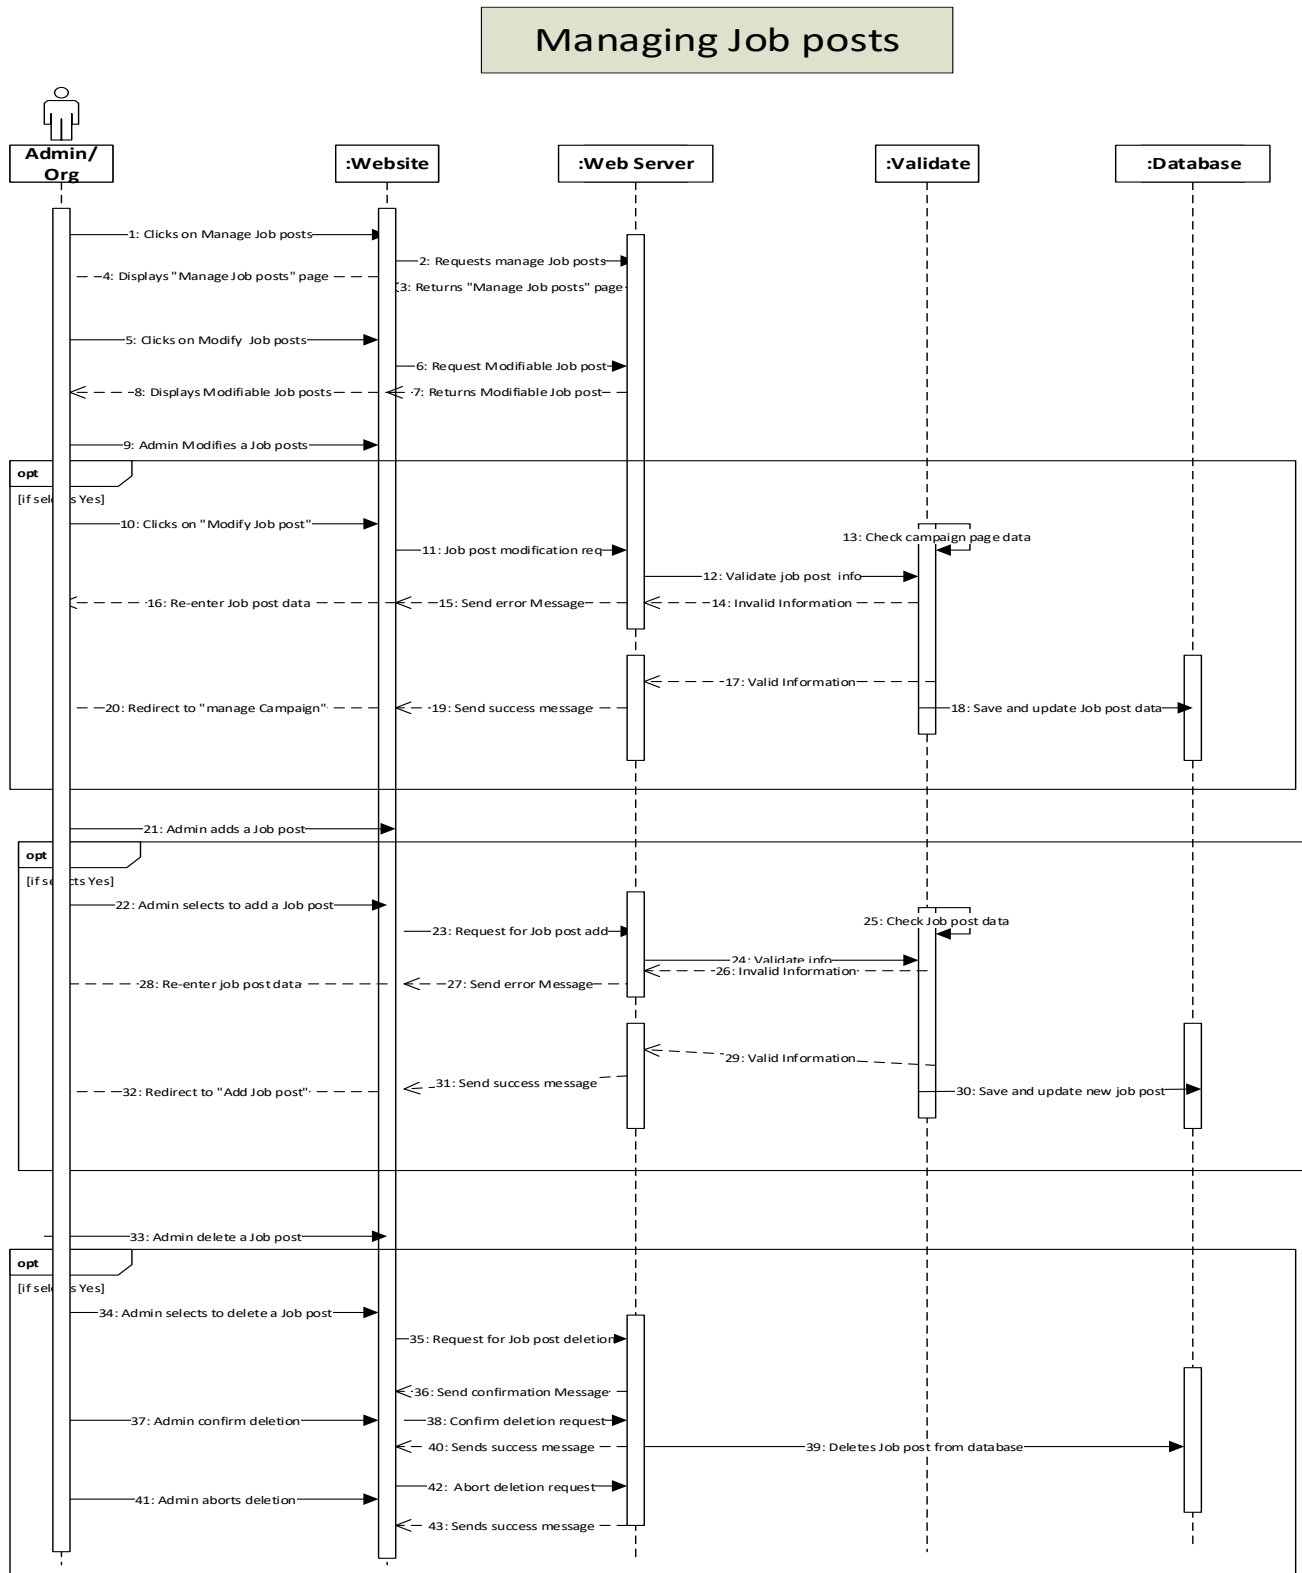 Managing Job posts
Admin/
Org
:Website
:Web Server
:Validate
:Database
1: Clicks on Manage Job posts
2: Requests manage Job posts
4: Displays "Manage Job posts" page
3: Returns "Manage Job posts" page
5: Clicks on Modify Job posts
6: Request Modifiable Job post
8: Displays Modifiable Job posts
7: Returns Modifiable Job post
9: Admin Modifies a Job posts
opt
[if selects Yes]
10: Clicks on "Modify Job post"
13: Check campaign page data
11: Job post modification req
12: Validate job post info
16: Re-enter Job post data
15: Send error Message
14: Invalid Information
17: Valid Information
20: Redirect to "manage Campaign"
19: Send success message
18: Save and update Job post data
21: Admin adds a Job post
opt
[if selects Yes]
22: Admin selects to add a Job post
25: Check Job post data
23: Request for Job post add
24: Validate info
26: Invalid Information
28: Re-enter job post data
27: Send error Message
29: Valid Information
31: Send success message
32: Redirect to "Add Job post"
30: Save and update new job post
33: Admin delete a Job post
opt
[if selects Yes]
34: Admin selects to delete a Job post
35: Request for Job post deletion
36: Send confirmation Message
37: Admin confirm deletion
38: Confirm deletion request
40: Sends success message
39: Deletes Job post from database
42: Abort deletion request
41: Admin aborts deletion
43: Sends success message